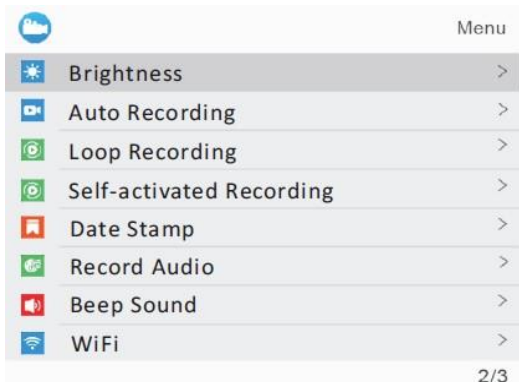 Menu
Brightness >
Auto Recording >
Loop Recording >
Self-activated Recording >
Date Stamp >
Record Audio >
Beep Sound >
WiFi >
2/3